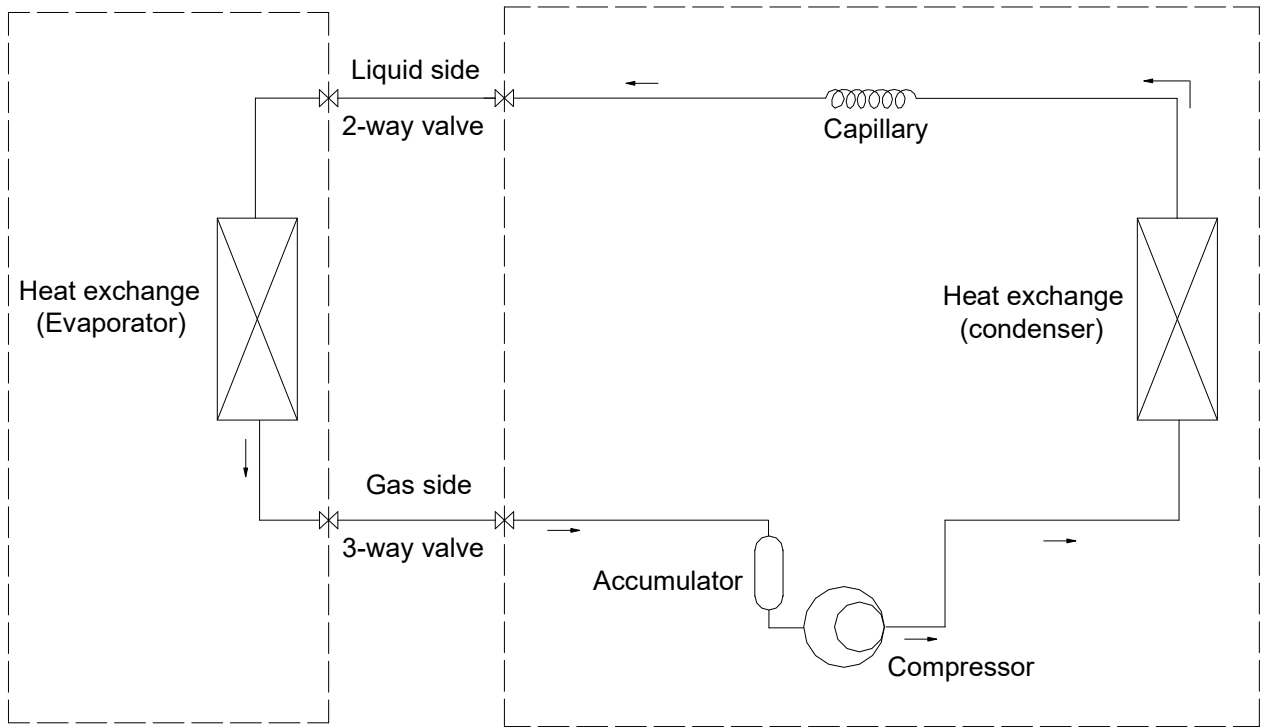 Liquid side
2-way valve
Capillary
Heat exchange
(Evaporator)
Heat exchange
(condenser)
Gas side
3-way valve
Accumulator
Compressor